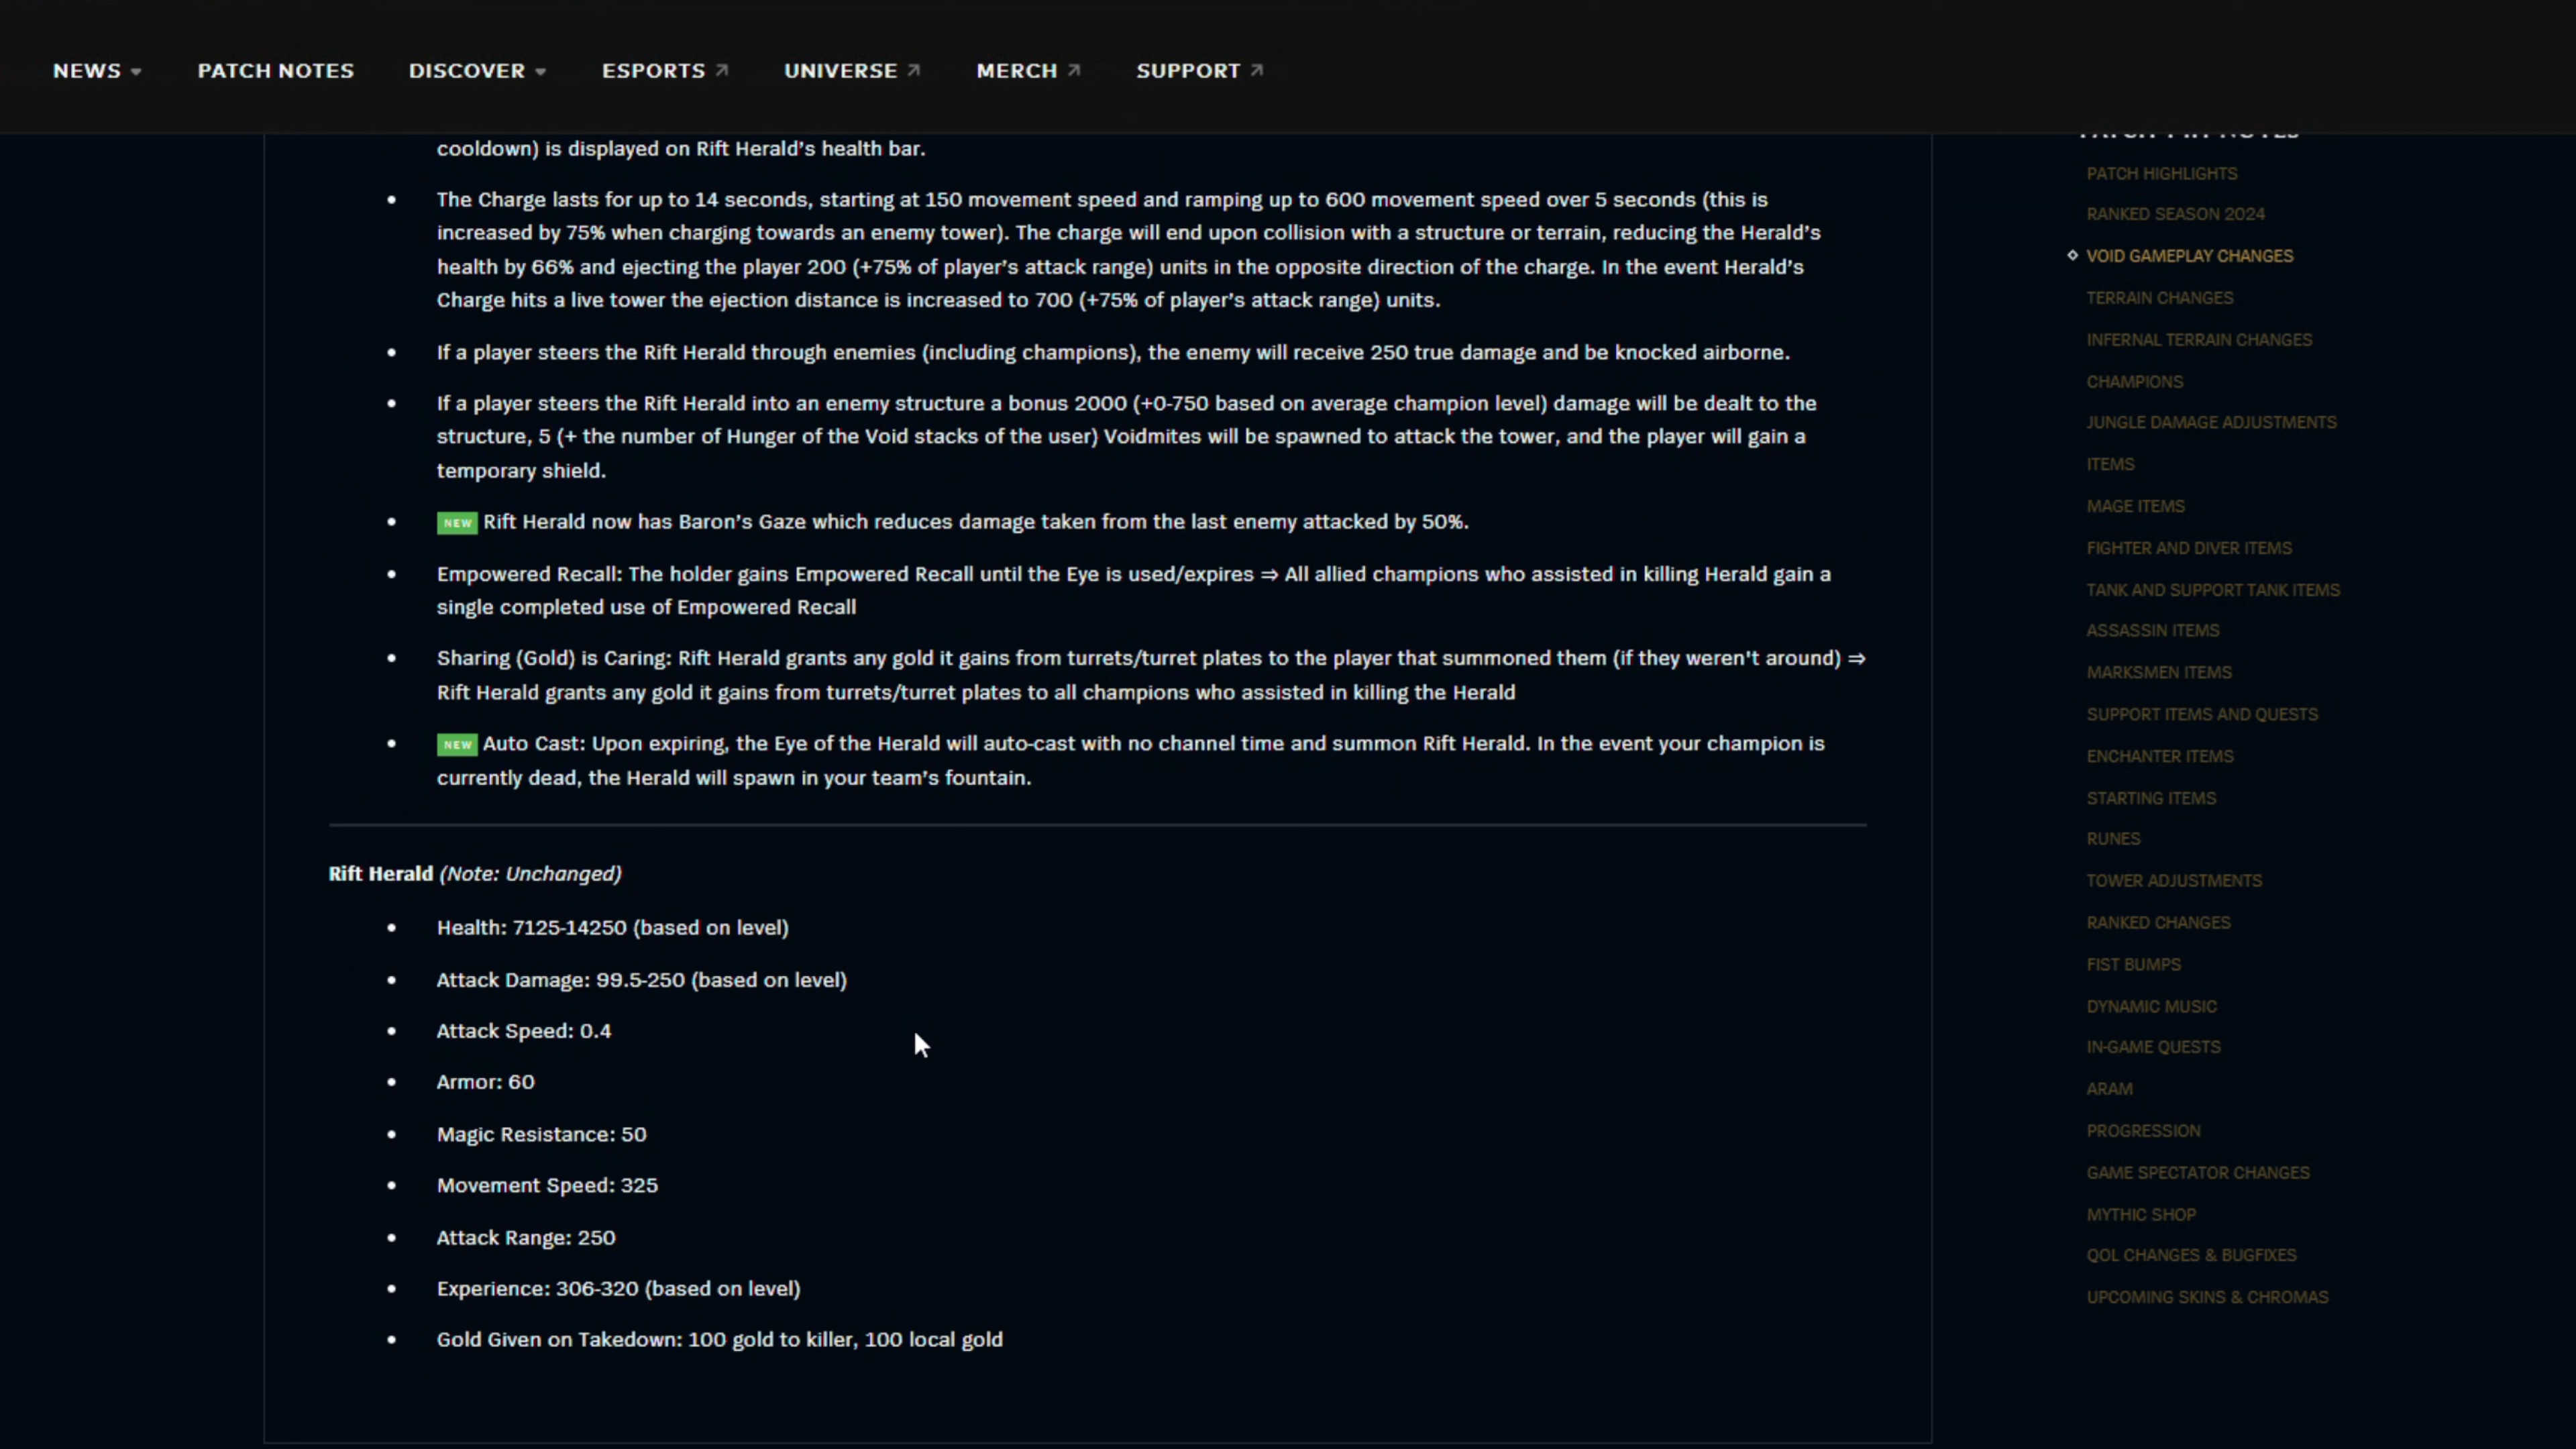 NEWS
PATCH NOTES
DISCOVER
ESPORTS
UNIVERSE
MERCH
SUPPORT
cooldown) is displayed on Rift Herald's health bar.
The Charge lasts for up to 14 seconds, starting at 150 movement speed and ramping up to 600 movement speed over 5 seconds (this is
increased by 75% when charging towards an enemy tower). The charge will end upon collision with a structure or terrain, reducing the Herald's
health by 66% and ejecting the player 200 (+75% of player's attack range) units in the opposite direction of the charge. In the event Herald's
Charge hits a live tower the ejection distance is increased to 700 (+75% of player's attack range) units.
If a player steers the Rift Herald through enemies (including champions), the enemy will receive 250 true damage and be knocked airborne.
If a player steers the Rift Herald into an enemy structure a bonus 2000 (+0-750 based on average champion level) damage will be dealt to the
structure, 5 (+ the number of Hunger of the Void stacks of the user) Voidmites will be spawned to attack the tower, and the player will gain a
temporary shield.
NEW Rift Herald now has Baron's Gaze which reduces damage taken from the last enemy attacked by 50%.
Empowered Recall: The holder gains Empowered Recall until the Eye is used/expires ⇒ All allied champions who assisted in killing Herald gain a
single completed use of Empowered Recall
Sharing (Gold) is Caring: Rift Herald grants any gold it gains from turrets/turret plates to the player that summoned them (if they weren't around) ⇒
Rift Herald grants any gold it gains from turrets/turret plates to all champions who assisted in killing the Herald
NEW Auto Cast: Upon expiring, the Eye of the Herald will auto-cast with no channel time and summon Rift Herald. In the event your champion is
currently dead, the Herald will spawn in your team's fountain.
Rift Herald (Note: Unchanged)
Health: 7125-14250 (based on level)
Attack Damage: 99.5-250 (based on level)
Attack Speed: 0.4
Armor: 60
Magic Resistance: 50
Movement Speed: 325
Attack Range: 250
Experience: 306-320 (based on level)
Gold Given on Takedown: 100 gold to killer, 100 local gold
PATCH HIGHLIGHTS
RANKED SEASON 2024
VOID GAMEPLAY CHANGES
TERRAIN CHANGES
INFERNAL TERRAIN CHANGES
CHAMPIONS
JUNGLE DAMAGE ADJUSTMENTS
ITEMS
MAGE ITEMS
FIGHTER AND DIVER ITEMS
TANK AND SUPPORT TANK ITEMS
ASSASSIN ITEMS
MARKSMEN ITEMS
SUPPORT ITEMS AND QUESTS
ENCHANTER ITEMS
STARTING ITEMS
RUNES
TOWER ADJUSTMENTS
RANKED CHANGES
FIST BUMPS
DYNAMIC MUSIC
IN-GAME QUESTS
ARAM
PROGRESSION
GAME SPECTATOR CHANGES
MYTHIC SHOP
QOL CHANGES & BUGFIXES
UPCOMING SKINS & CHROMAS